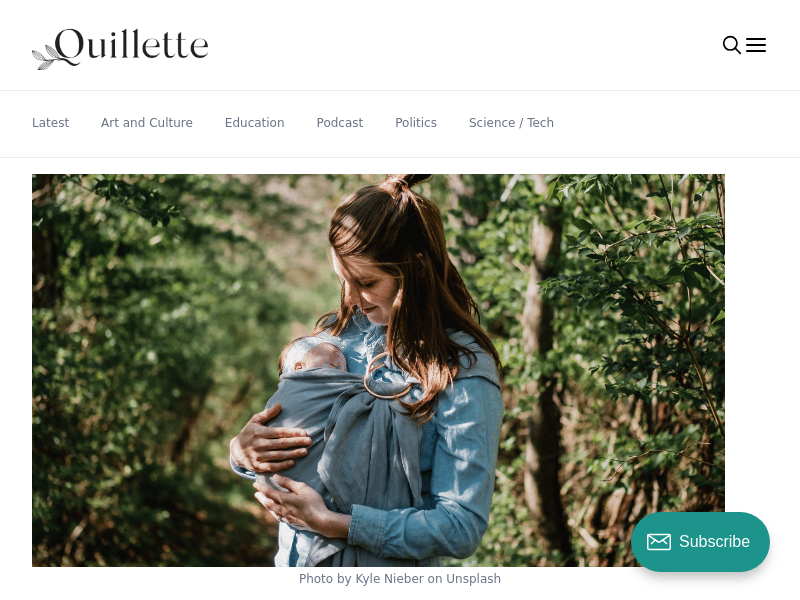 Quillette
Latest
Art and Culture
Education
Podcast
Politics
Science / Tech
Subscribe
Photo by Kyle Nieber on Unsplash